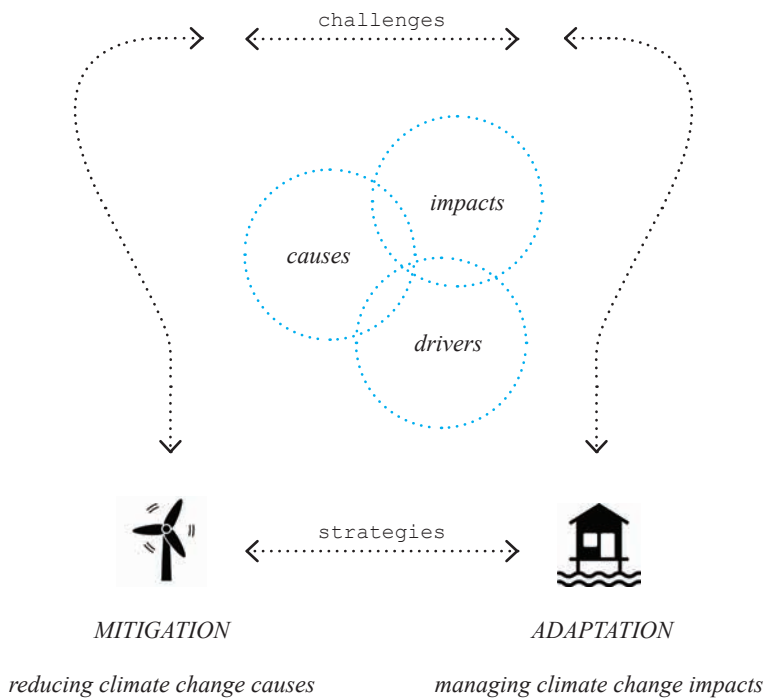 challenges
impacts
causes
drivers
strategies
MITIGATION
ADAPTATION
reducing climate change causes
managing climate change impacts